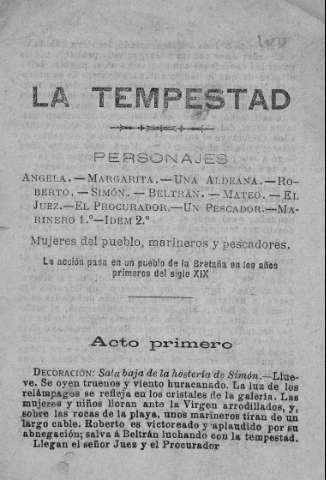 LA TEMPESTAD
PERSONAJES
ANGELA.—MARGARITA.—UNA ALDEANA.—RO-
BERTO.—SIMÓN.—BELTRÁN.—MATEO.—EL
JUEZ.—EL PROCURADOR.—UN PESCADOR.—MA-
RINERO 1.º—IDEM 2.º
Mujeres del pueblo, marineros y pescadores.
La acción pasa en un pueblo de la Bretaña en los años
primeros del siglo XIX
Acto primero
DECORACIÓN: Sala baja de la hostería de Simón.—Llue-
ve. Se oyen truenos y viento huracanado. La luz de los
relámpagos se refleja en los cristales de la galería. Las
mujeres y niños lloran ante la Virgen arrodillados, y,
sobre las rocas de la playa, unos marineros tiran de un
largo cable. Roberto es victoreado y aplaudido por su
abnegación; salva á Beltrán luchando con la tempestad.
Llegan el señor Juez y el Procurador